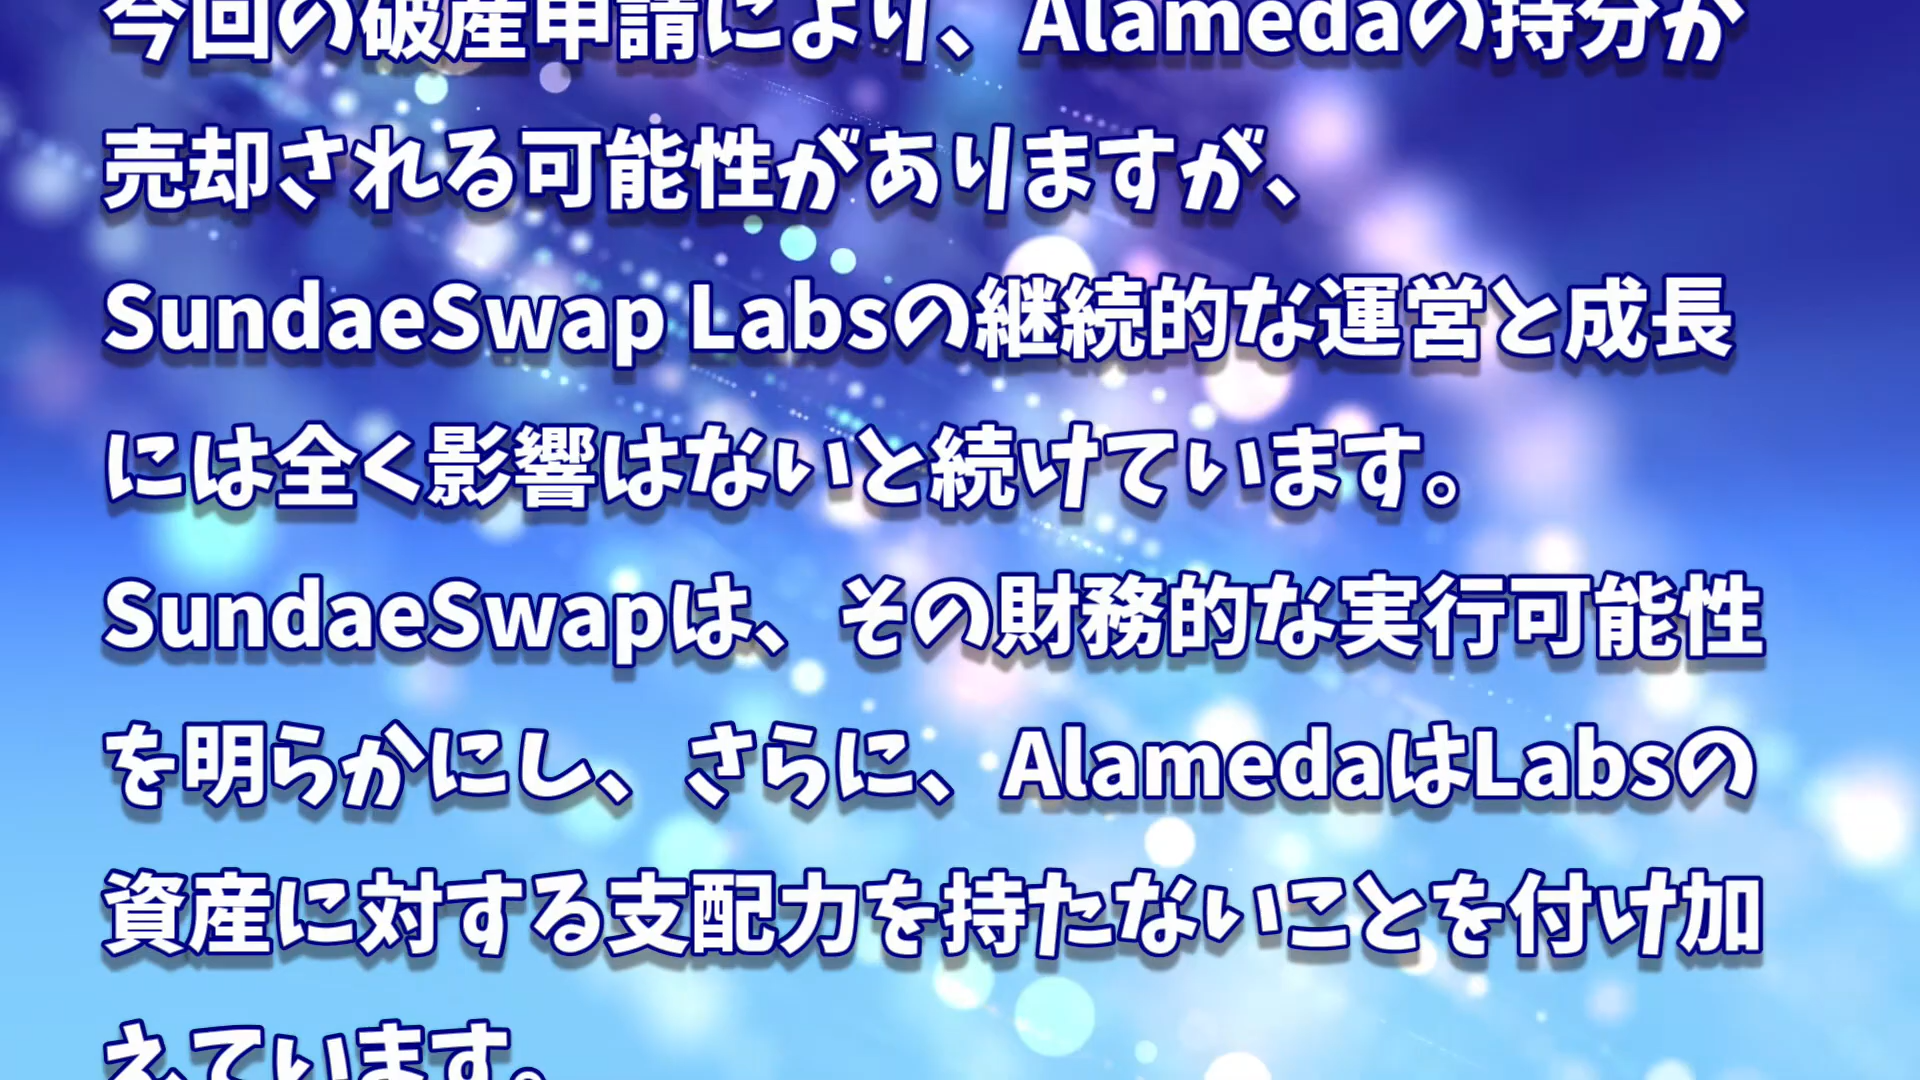 今回の破産申請により、Alamedaの持分が
売却される可能性がありますが、
SundaeSwap Labsの継続的な運営と成長
には全く影響はないと続けています。
SundaeSwapは、その財務的な実行可能性
を明らかにし、さらに、AlamedaはLabsの
資産に対する支配力を持たないことを付け加
えています。